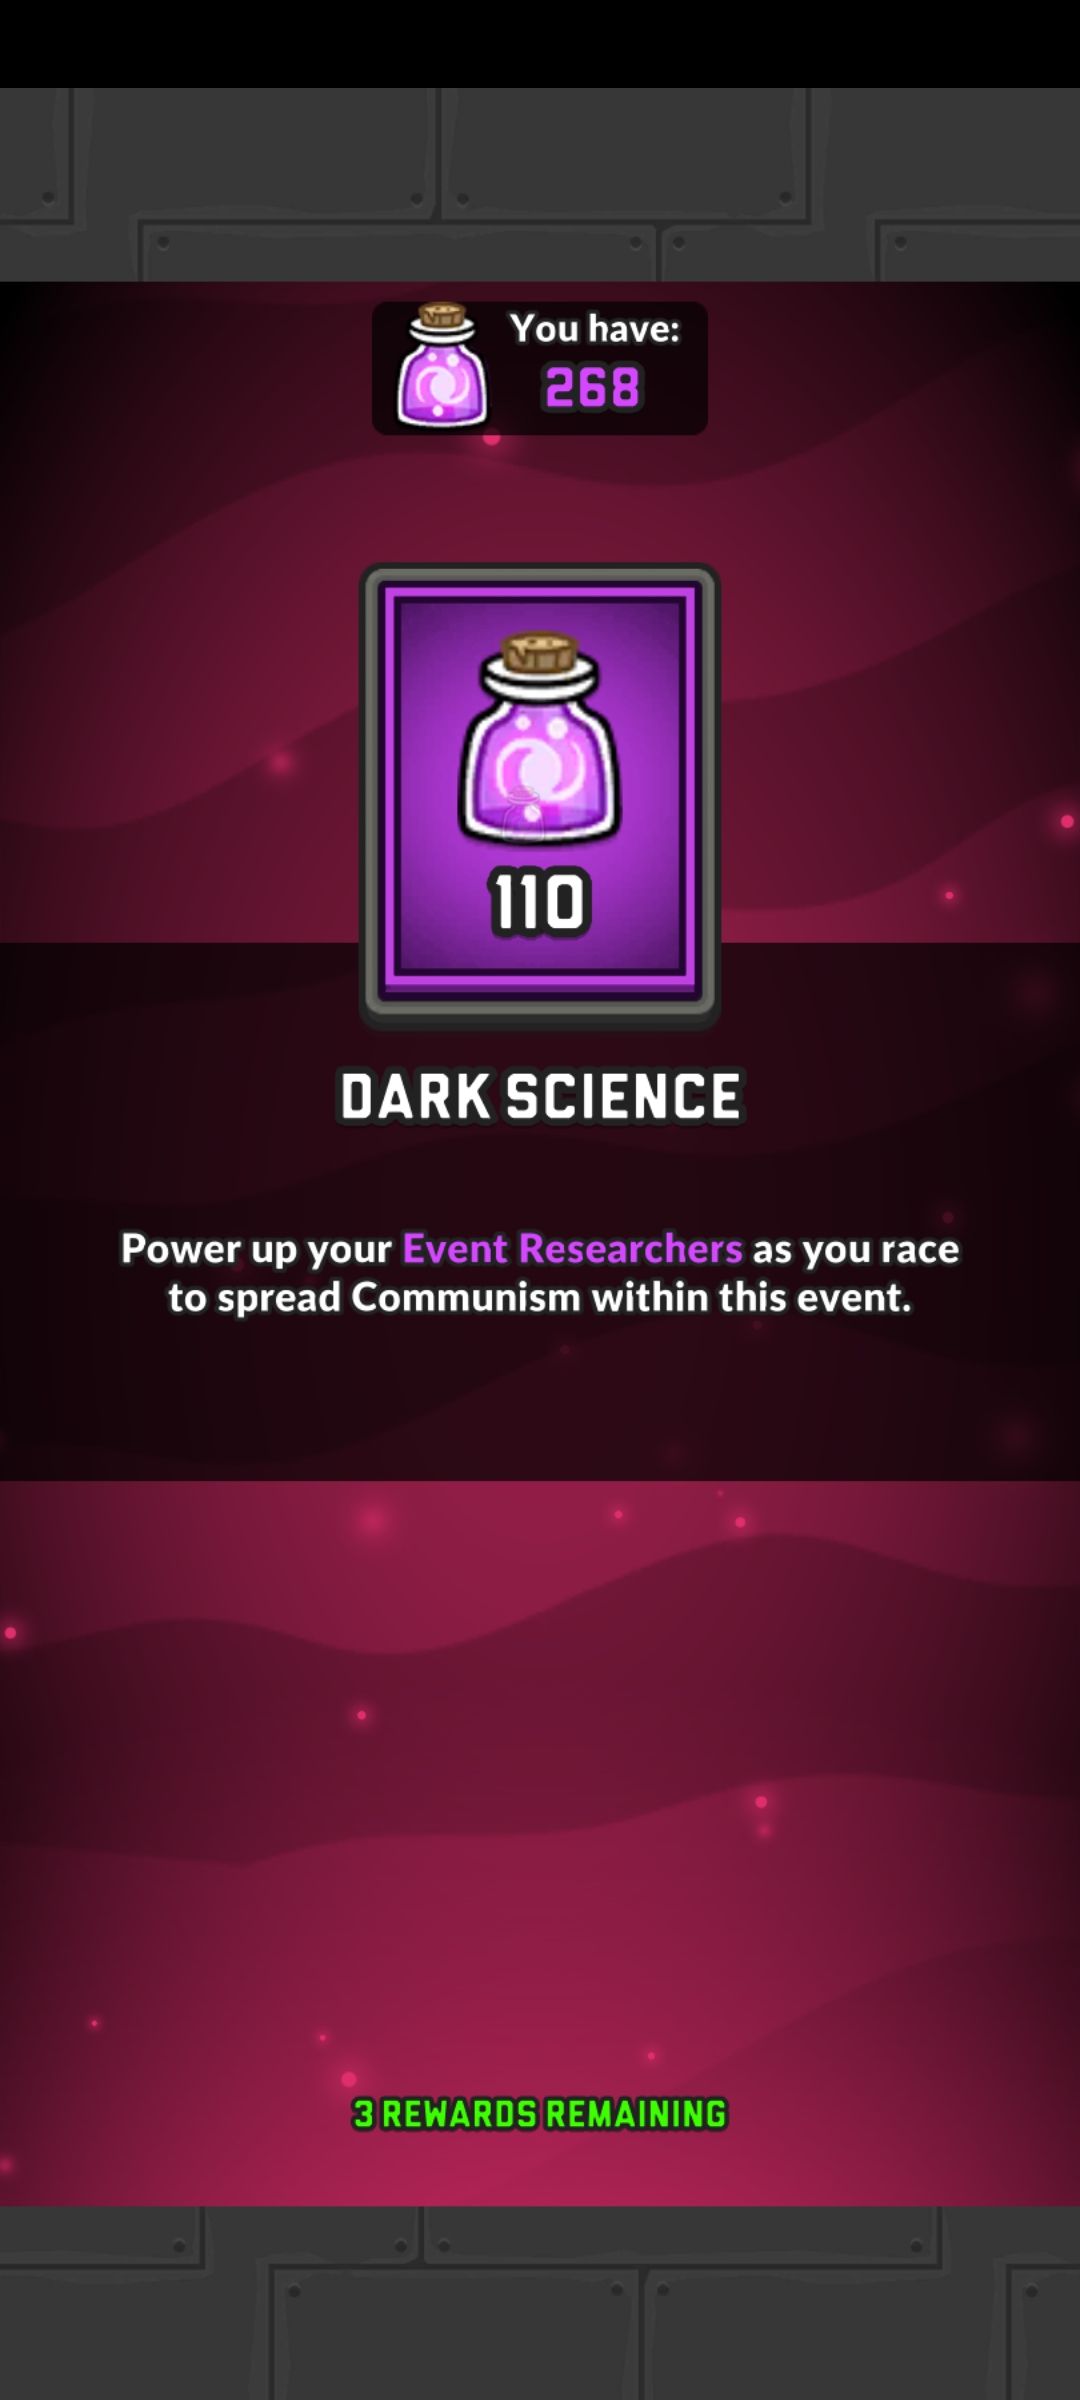 You have:
268
110
DARK SCIENCE
Power up your Event Researchers as you race
to spread Communism within this event.
3 REWARDS REMAINING